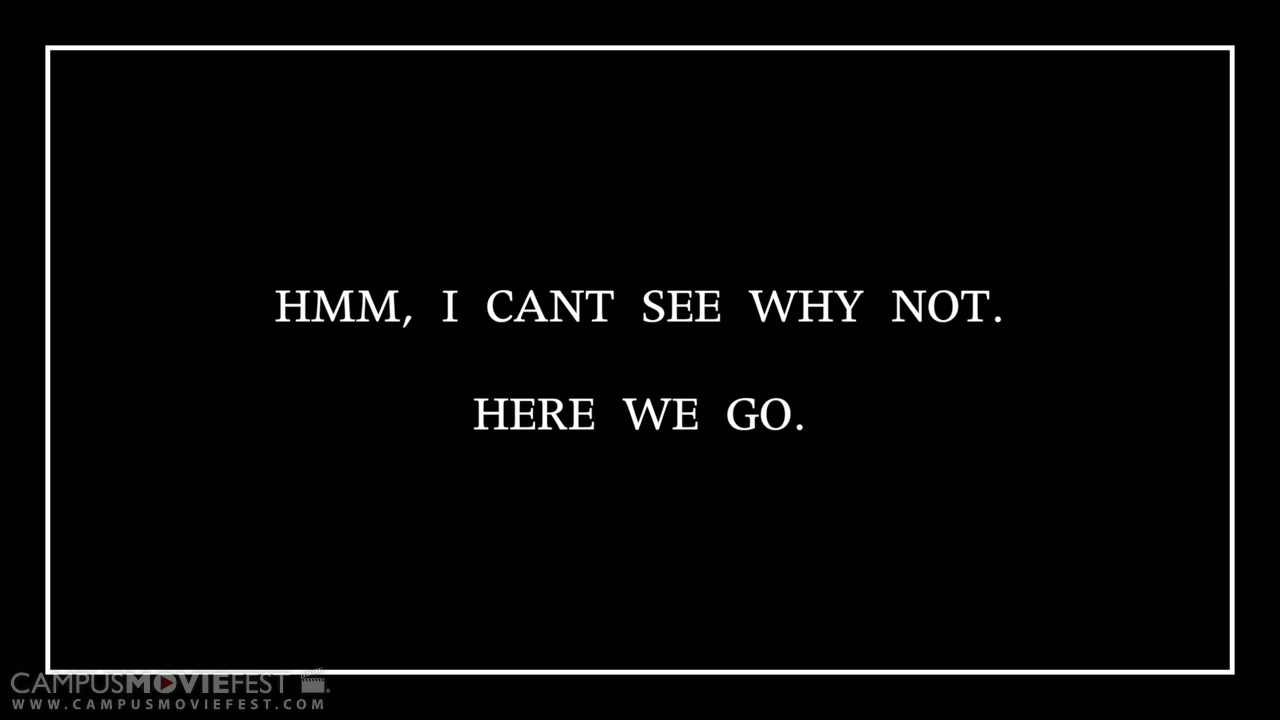 HMM, I CANT SEE WHY NOT.
HERE WE GO.
CAMPUSMOVIEFEST
WWW.CAMPUSMOVIEFEST.COM